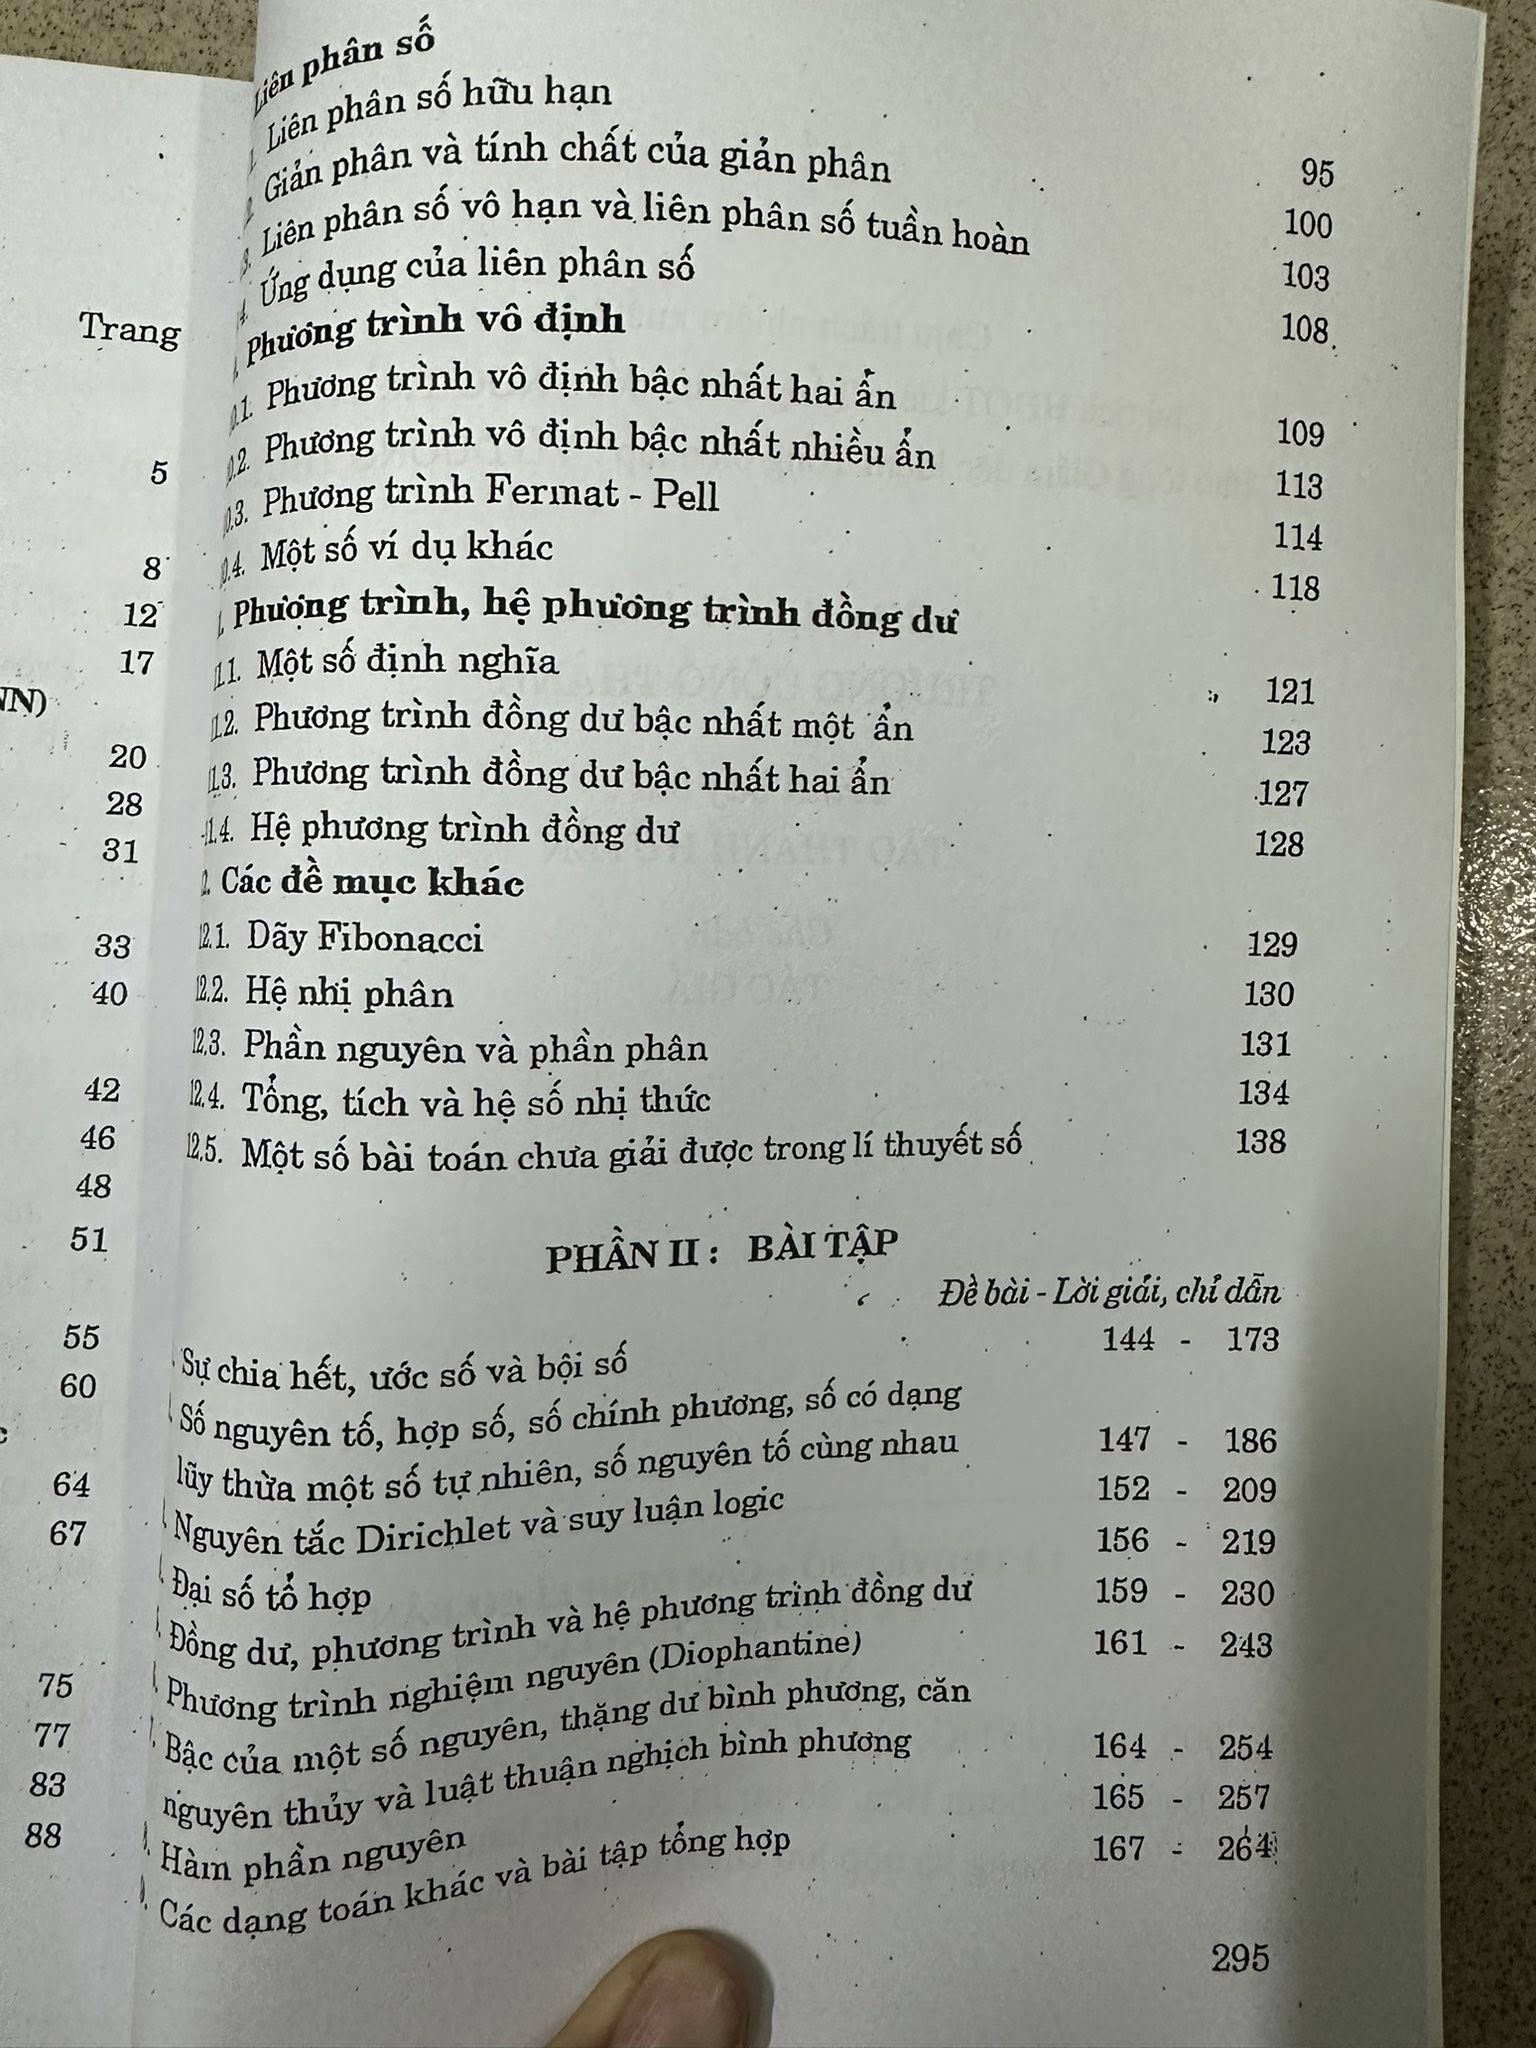 Trang
5
8
12
17
NN)
20
28
31
33
40
42
46
48
51
55
60
64
67
75
77
83
88
Liên phân số
1. Liên phân số hữu hạn 95
2. Giản phân và tính chất của giản phân 100
3. Liên phân số vô hạn và liên phân số tuần hoàn 103
4. Ứng dụng của liên phân số 108
. Phương trình vô định
10.1. Phương trình vô định bậc nhất hai ẩn 109
10.2. Phương trình vô định bậc nhất nhiều ẩn 113
10.3. Phương trình Fermat - Pell 114
10.4. Một số ví dụ khác 118
. Phương trình, hệ phương trình đồng dư
11.1. Một số định nghĩa 121
11.2. Phương trình đồng dư bậc nhất một ẩn 123
11.3. Phương trình đồng dư bậc nhất hai ẩn 127
11.4. Hệ phương trình đồng dư 128
2. Các đề mục khác
12.1. Dãy Fibonacci 129
12.2. Hệ nhị phân 130
12.3. Phần nguyên và phần phân 131
12.4. Tổng, tích và hệ số nhị thức 134
12.5. Một số bài toán chưa giải được trong lí thuyết số 138
PHẦN II : BÀI TẬP
Đề bài - Lời giải, chỉ dẫn
Sự chia hết, ước số và bội số 144 - 173
Số nguyên tố, hợp số, số chính phương, số có dạng
lũy thừa một số tự nhiên, số nguyên tố cùng nhau 147 - 186
Nguyên tắc Dirichlet và suy luận logic 152 - 209
Đại số tổ hợp 156 - 219
Đồng dư, phương trình và hệ phương trình đồng dư 159 - 230
Phương trình nghiệm nguyên (Diophantine) 161 - 243
Bậc của một số nguyên, thặng dư bình phương, căn
nguyên thủy và luật thuận nghịch bình phương 164 - 254
Hàm phần nguyên 165 - 257
Các dạng toán khác và bài tập tổng hợp 167 - 264
295